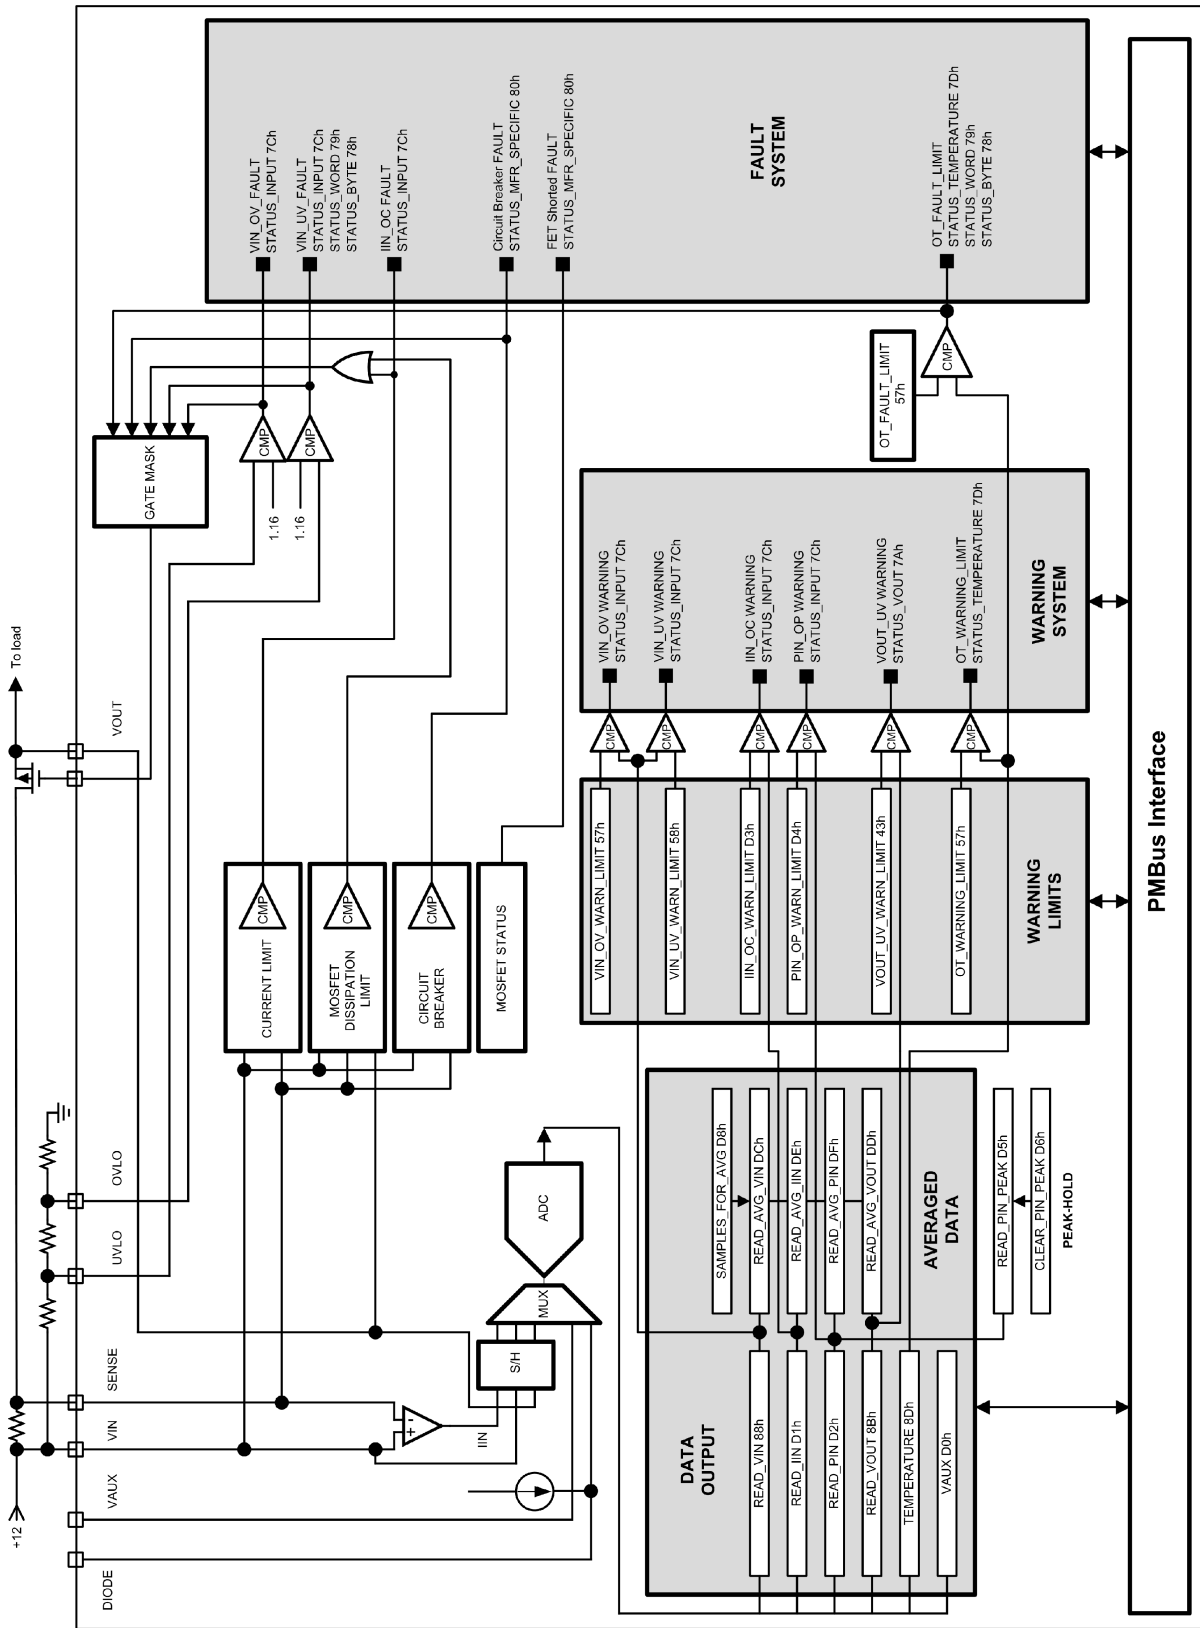 +12
To load
DIODE
VAUX
VIN
SENSE
UVLO
OVLO
VOUT
GATE MASK
1.16
1.16
CMP
CMP
IIN
+
-
S/H
MUX
ADC
CURRENT LIMIT
CMP
MOSFET
DISSIPATION
LIMIT
CMP
CIRCUIT
BREAKER
CMP
MOSFET STATUS
VIN_OV_FAULT
STATUS_INPUT 7Ch
VIN_UV_FAULT
STATUS_INPUT 7Ch
STATUS_WORD 79h
STATUS_BYTE 78h
IIN_OC FAULT
STATUS_INPUT 7Ch
Circuit Breaker FAULT
STATUS_MFR_SPECIFIC 80h
FET Shorted FAULT
STATUS_MFR_SPECIFIC 80h
FAULT
SYSTEM
OT_FAULT_LIMIT
STATUS_TEMPERATURE 7Dh
STATUS_WORD 79h
STATUS_BYTE 78h
OT_FAULT_LIMIT
57h
CMP
DATA
OUTPUT
READ_VIN 88h
READ_IIN D1h
READ_PIN D2h
READ_VOUT 8Bh
TEMPERATURE 8Dh
VAUX D0h
SAMPLES_FOR_AVG D8h
READ_AVG_VIN DCh
READ_AVG_IIN DEh
READ_AVG_PIN DFh
READ_AVG_VOUT DDh
AVERAGED
DATA
READ_PIN_PEAK D5h
CLEAR_PIN_PEAK D6h
PEAK-HOLD
VIN_OV_WARN_LIMIT 57h
VIN_UV_WARN_LIMIT 58h
IIN_OC_WARN_LIMIT D3h
PIN_OP_WARN_LIMIT D4h
VOUT_UV_WARN_LIMIT 43h
OT_WARNING_LIMIT 57h
WARNING
LIMITS
CMP
CMP
CMP
CMP
CMP
CMP
VIN_OV WARNING
STATUS_INPUT 7Ch
VIN_UV WARNING
STATUS_INPUT 7Ch
IIN_OC WARNING
STATUS_INPUT 7Ch
PIN_OP WARNING
STATUS_INPUT 7Ch
VOUT_UV WARNING
STATUS_VOUT 7Ah
OT_WARNING_LIMIT
STATUS_TEMPERATURE 7Dh
WARNING
SYSTEM
PMBus Interface